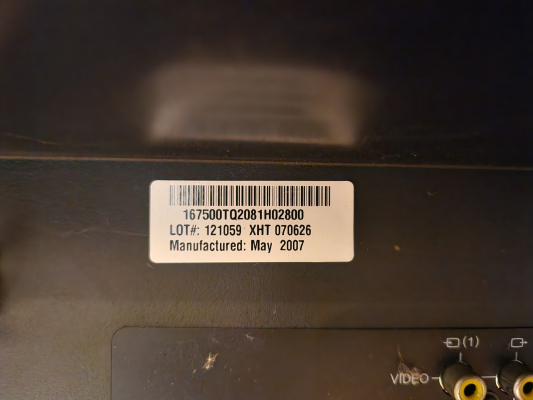 167500TQ2081H02800
LOT#: 121059 XHT 070626
Manufactured: May 2007
(1)
VIDEO